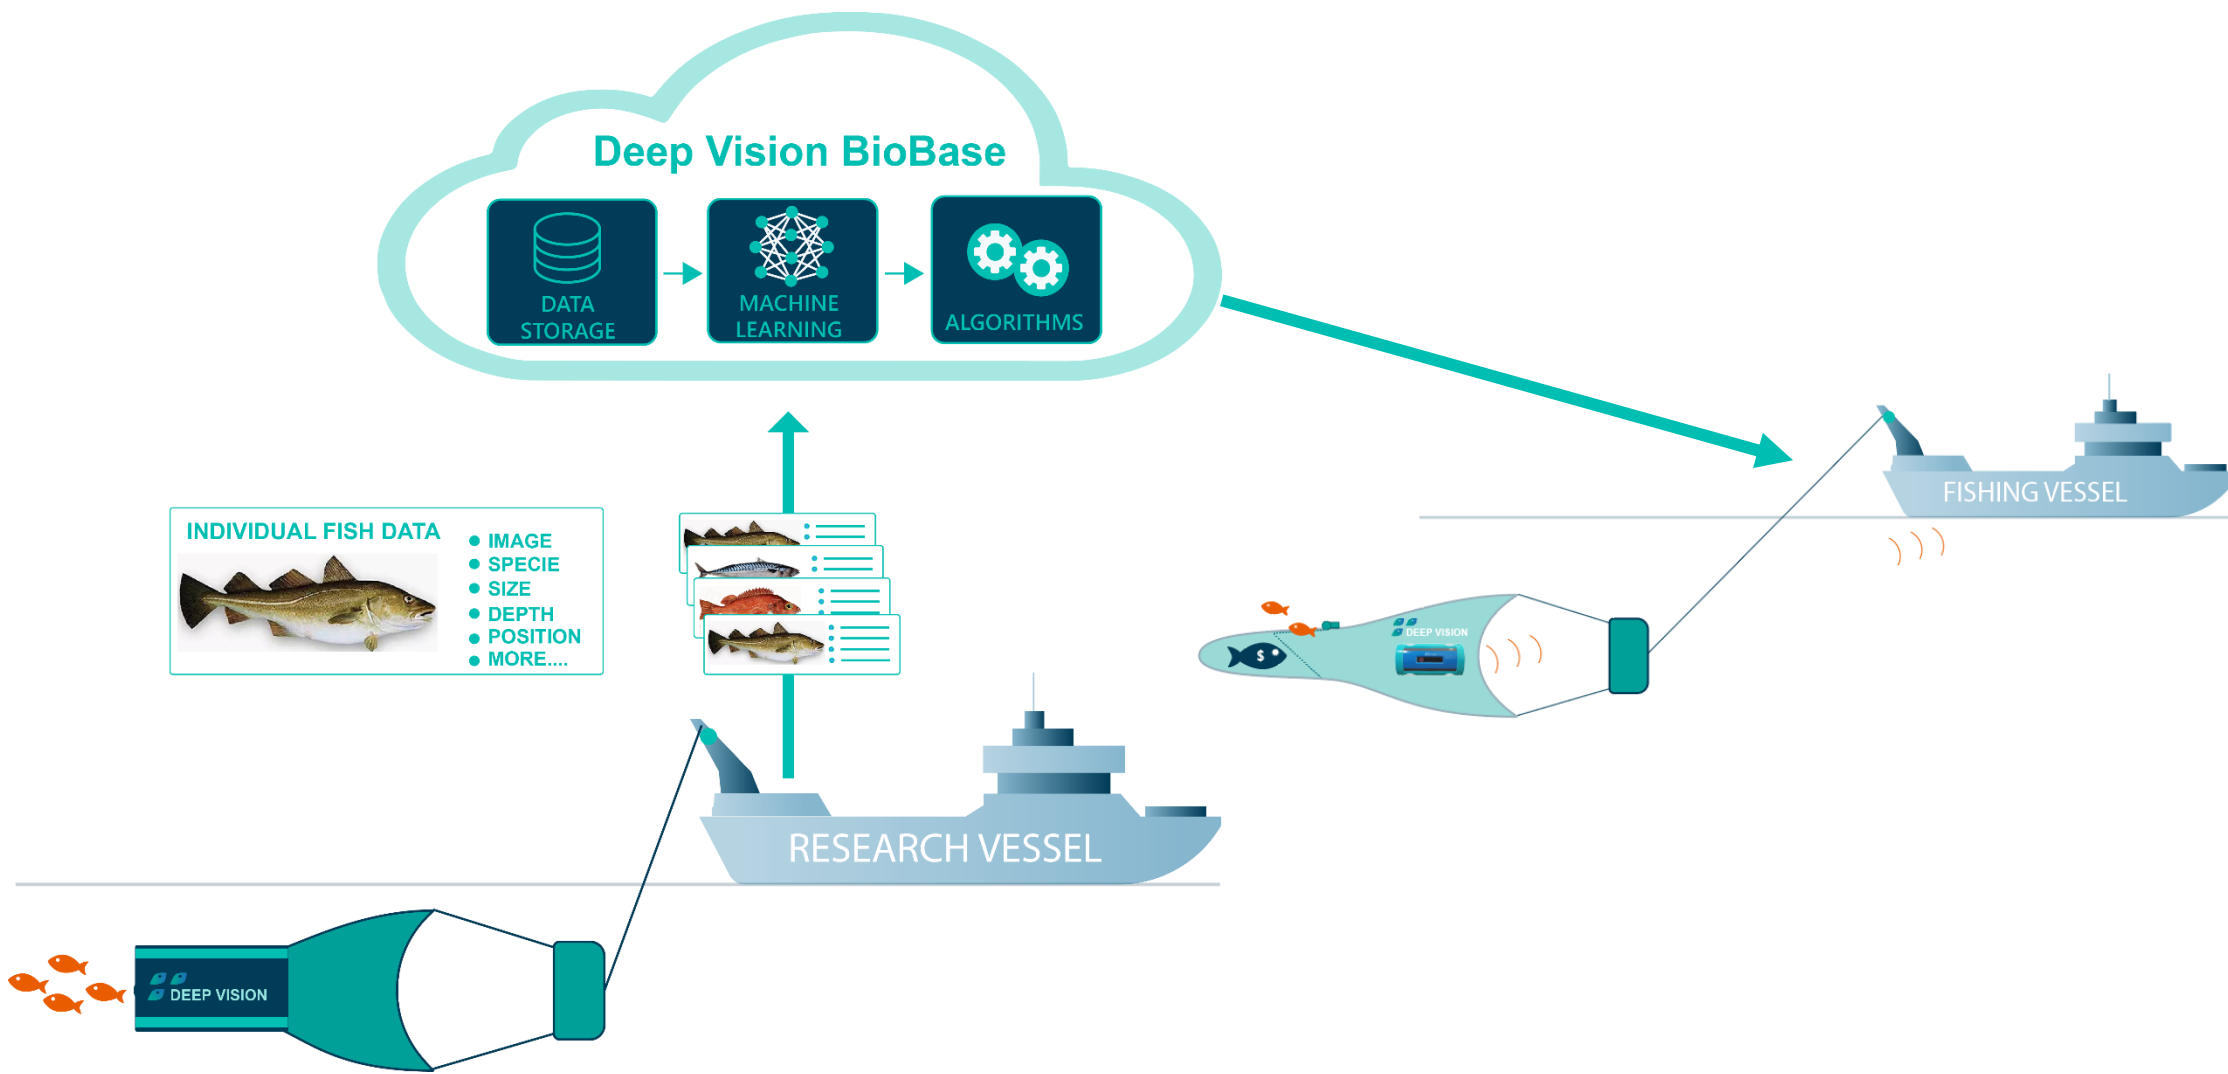 Deep Vision BioBase
DATA
STORAGE
MACHINE
LEARNING
ALGORITHMS
FISHING VESSEL
INDIVIDUAL FISH DATA
IMAGE
SPECIE
SIZE
DEPTH
POSITION
MORE....
DEEP VISION
$
RESEARCH VESSEL
DEEP VISION